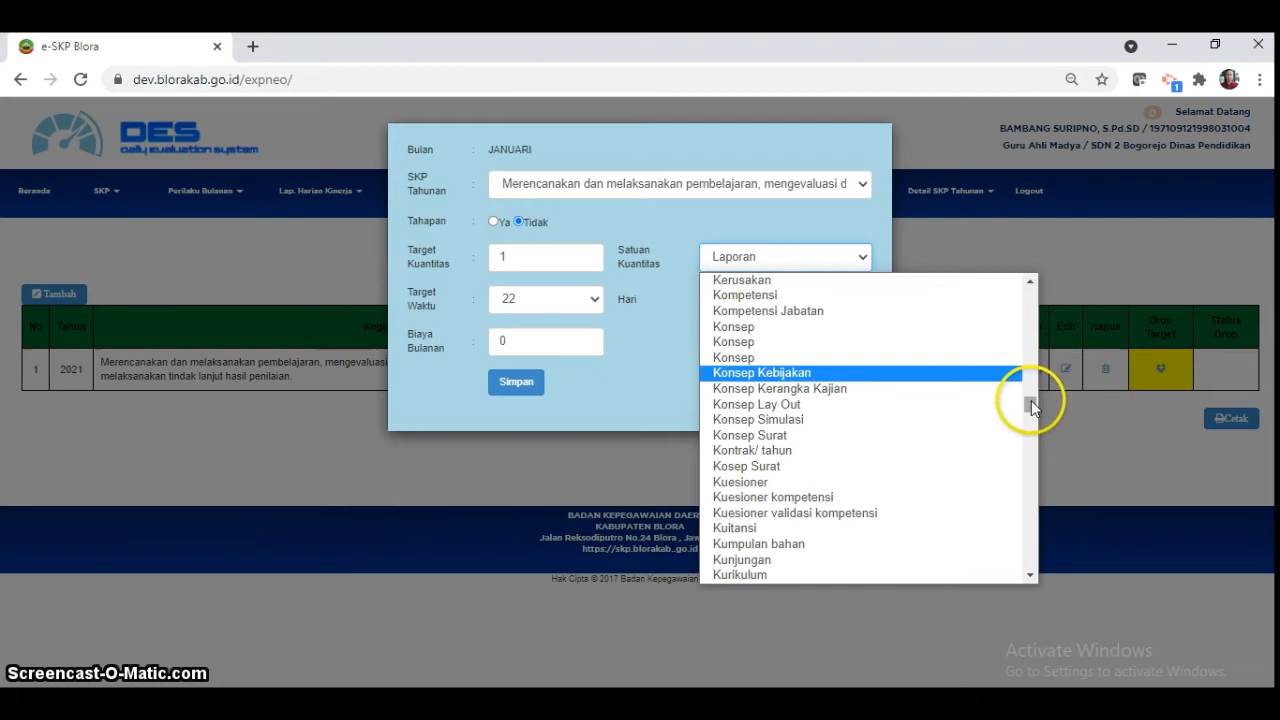 e-SKP Blora
dev.blorakab.go.id/expneo/
1
DES
daily evaluation system
Selamat Datang
BAMBANG SURIPNO, S.Pd.SD / 197109121998031004
Guru Ahli Madya / SDN 2 Bogorejo Dinas Pendidikan
Beranda SKP Perilaku Bulanan Lap. Harian Kinerja Detail SKP Tahunan Logout
Bulan : JANUARI
SKP Tahunan : Merencanakan dan melaksanakan pembelajaran, mengevaluasi d
Tahapan : Ya Tidak
Target Kuantitas : 1 Satuan Kuantitas Laporan
Target Waktu : 22 Hari
Biaya Bulanan : 0
Simpan
Kerusakan
Kompetensi
Kompetensi Jabatan
Konsep
Konsep
Konsep
Konsep Kebijakan
Konsep Kerangka Kajian
Konsep Lay Out
Konsep Simulasi
Konsep Surat
Kontrak/ tahun
Kosep Surat
Kuesioner
Kuesioner kompetensi
Kuesioner validasi kompetensi
Kuitansi
Kumpulan bahan
Kunjungan
Kurikulum
Tambah
No Tahun Edit Hapus Drop Target Status Drop
1 2021 Merencanakan dan melaksanakan pembelajaran, mengevaluasi
melaksanakan tindak lanjut hasil penilaian.
Cetak
BADAN KEPEGAWAIAN DAER
KABUPATEN BLORA
Jalan Reksodiputro No.24 Blora , Jaw
https://skp.blorakab.go.id
Hak Cipta © 2017 Badan Kepegawaian
Activate Windows
Go to Settings to activate Windows.
Screencast-O-Matic.com